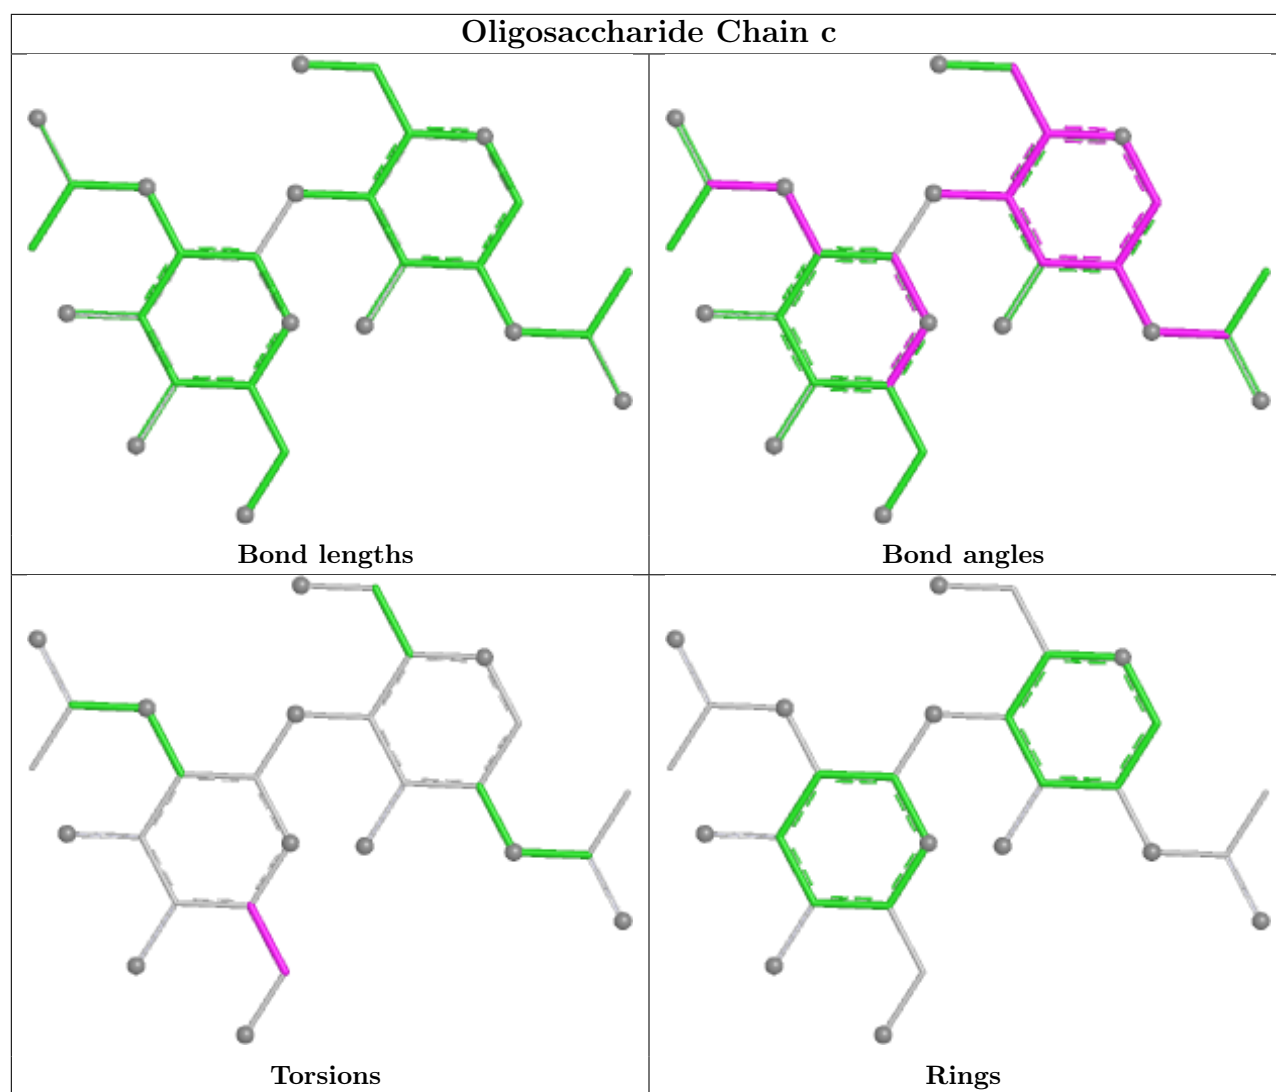 Oligosaccharide Chain c
Bond lengths
Bond angles
Torsions
Rings